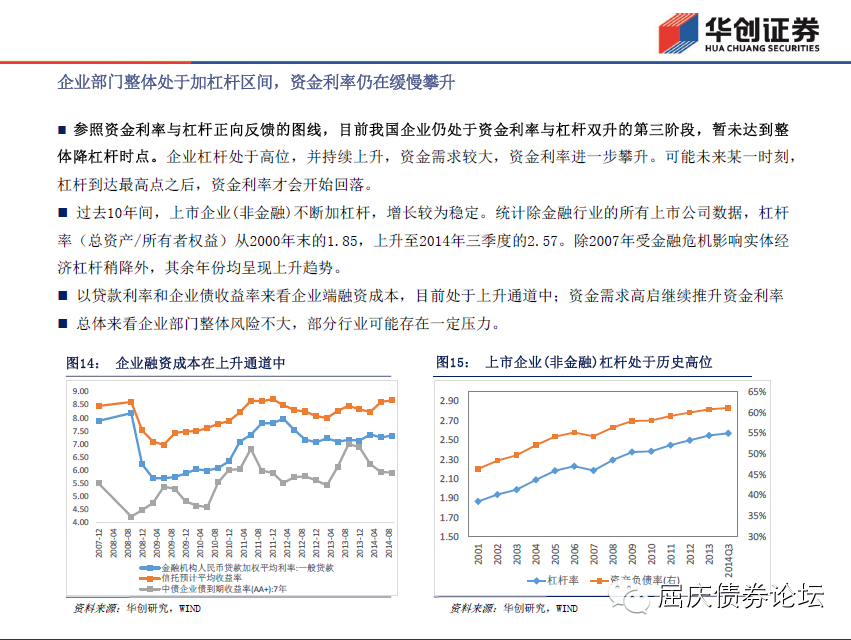 华创证券
HUA CHUANG SECURITIES
企业部门整体处于加杠杆区间，资金利率仍在缓慢攀升
■ 参照资金利率与杠杆正向反馈的图线，目前我国企业仍处于资金利率与杠杆双升的第三阶段，暂未达到整
体降杠杆时点。企业杠杆处于高位，并持续上升，资金需求较大，资金利率进一步攀升。可能未来某一时刻，
杠杆到达最高点之后，资金利率才会开始回落。
■ 过去10年间，上市企业(非金融)不断加杠杆，增长较为稳定。统计除金融行业的所有上市公司数据，杠杆
率（总资产/所有者权益）从2000年末的1.85，上升至2014年三季度的2.57。除2007年受金融危机影响实体经
济杠杆稍降外，其余年份均呈现上升趋势。
■ 以贷款利率和企业债收益率来看企业端融资成本，目前处于上升通道中；资金需求高启继续推升资金利率
■ 总体来看企业部门整体风险不大，部分行业可能存在一定压力。
图14： 企业融资成本在上升通道中
9.00
8.50
8.00
7.50
7.00
6.50
6.00
5.50
5.00
4.50
4.00
2007-12 2008-04 2008-08 2008-12 2009-04 2009-08 2009-12 2010-04 2010-08 2010-12 2011-04 2011-08 2011-12 2012-04 2012-08 2012-12 2013-04 2013-08 2013-12 2014-04 2014-08
金融机构人民币贷款加权平均利率:一般贷款
信托预计平均收益率
中债企业债到期收益率(AA+):7年
资料来源：华创研究，WIND
图15： 上市企业(非金融)杠杆处于历史高位
2.90
2.70
2.50
2.30
2.10
1.90
1.70
1.50
65%
60%
55%
50%
45%
40%
35%
30%
2001 2002 2003 2004 2005 2006 2007 2008 2009 2010 2011 2012 2013 2014Q3
杠杆率 资产负债率(右)
资料来源：华创研究，WIND
屈庆债券论坛